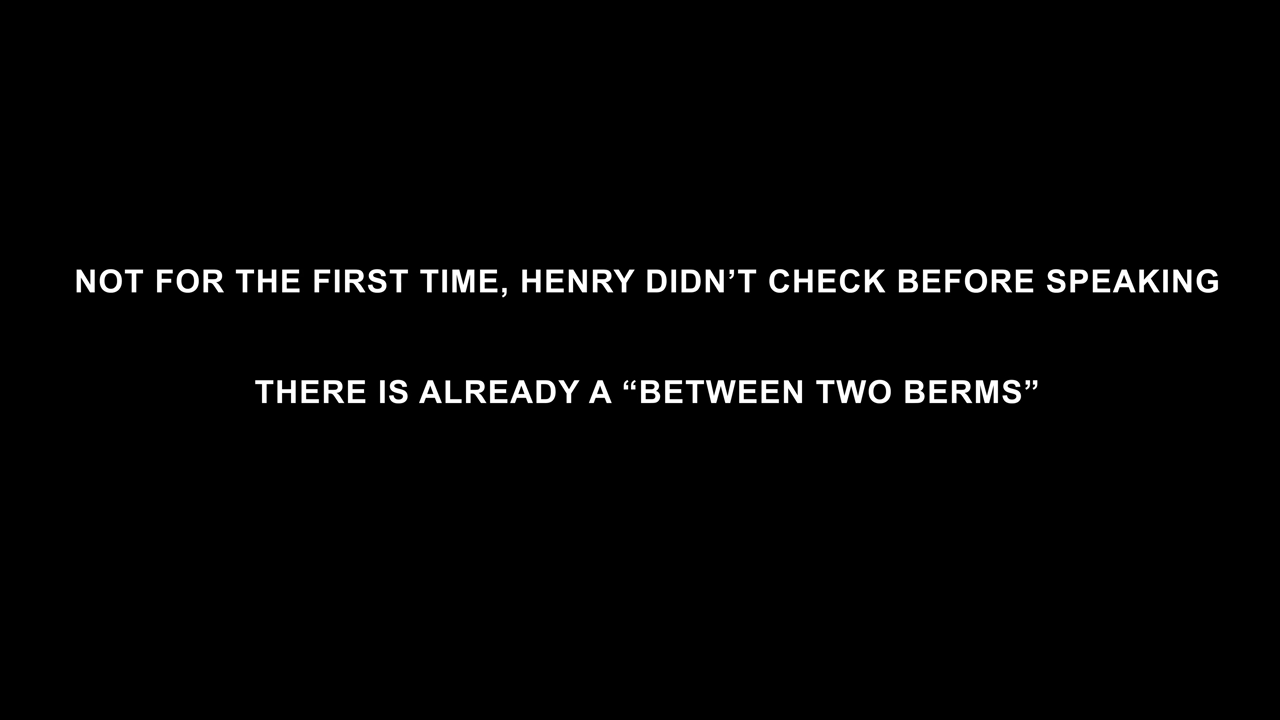 NOT FOR THE FIRST TIME, HENRY DIDN’T CHECK BEFORE SPEAKING
THERE IS ALREADY A “BETWEEN TWO BERMS”